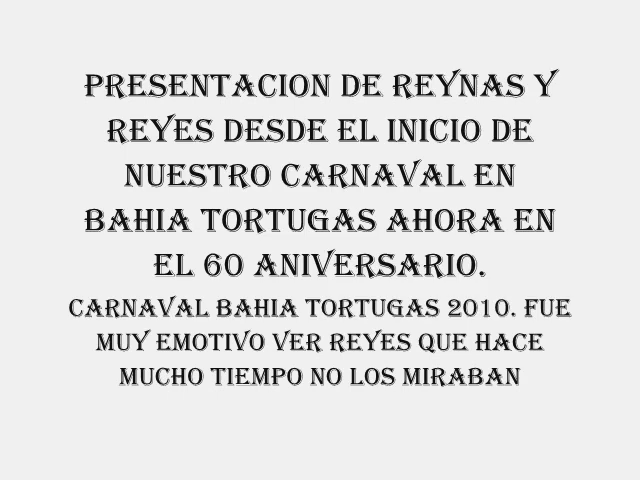 PRESENTACION DE REYNAS Y
REYES DESDE EL INICIO DE
NUESTRO CARNAVAL EN
BAHIA TORTUGAS AHORA EN
EL 60 ANIVERSARIO.
CARNAVAL BAHIA TORTUGAS 2010. FUE
MUY EMOTIVO VER REYES QUE HACE
MUCHO TIEMPO NO LOS MIRABAN